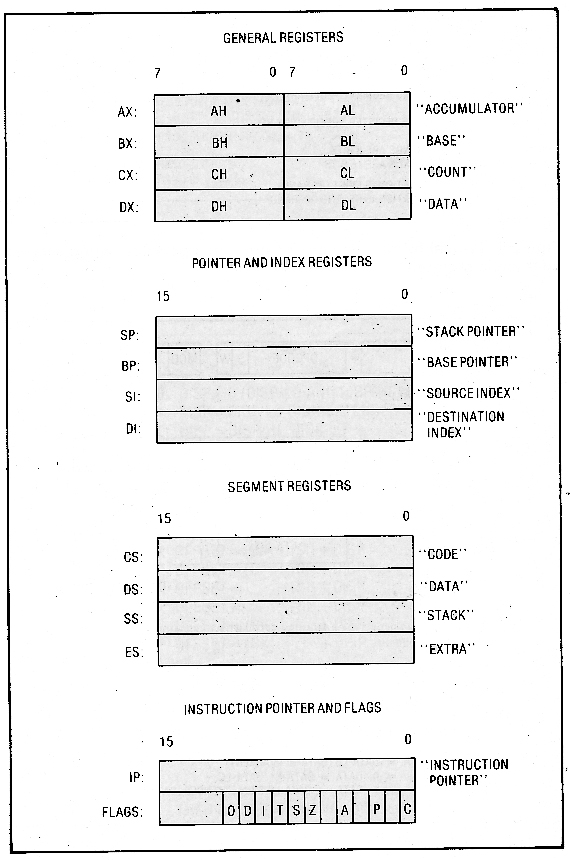 GENERAL REGISTERS
7 0 7 0
AX: AH AL "ACCUMULATOR"
BX: BH BL "BASE"
CX: CH CL "COUNT"
DX: DH DL "DATA"
POINTER AND INDEX REGISTERS
15 0
SP: "STACK POINTER"
BP: "BASE POINTER"
SI: "SOURCE INDEX"
DI: "DESTINATION
INDEX"
SEGMENT REGISTERS
15 0
CS: "CODE"
DS: "DATA"
SS: "STACK"
ES: "EXTRA"
INSTRUCTION POINTER AND FLAGS
15 0
IP: "INSTRUCTION
POINTER"
FLAGS: O D I T S Z A P C